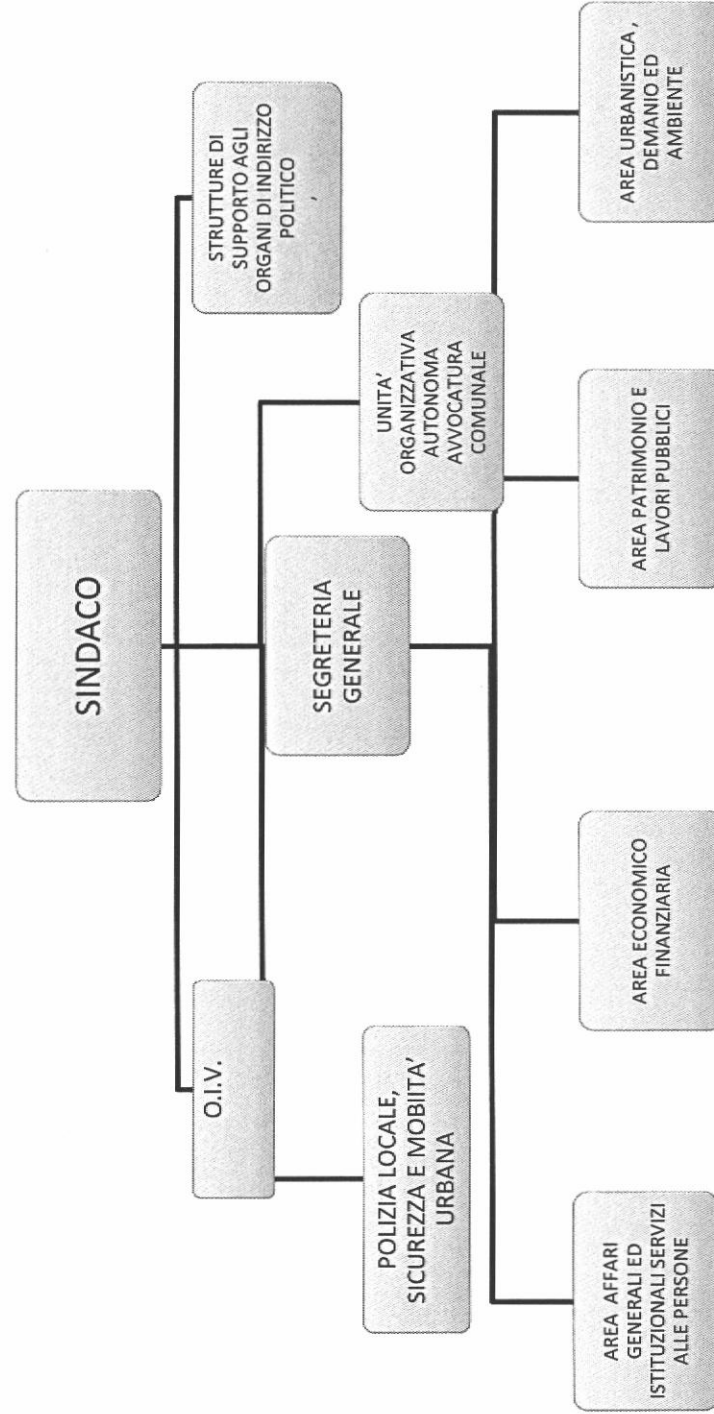 SINDACO
STRUTTURE DI
SUPPORTO AGLI
ORGANI DI INDIRIZZO
POLITICO
O.I.V.
SEGRETERIA
GENERALE
UNITA'
ORGANIZZATIVA
AUTONOMA
AVVOCATURA
COMUNALE
POLIZIA LOCALE,
SICUREZZA E MOBIITA'
URBANA
AREA AFFARI
GENERALI ED
ISTITUZIONALI SERVIZI
ALLE PERSONE
AREA ECONOMICO
FINANZIARIA
AREA PATRIMONIO E
LAVORI PUBBLICI
AREA URBANISTICA ,
DEMANIO ED
AMBIENTE